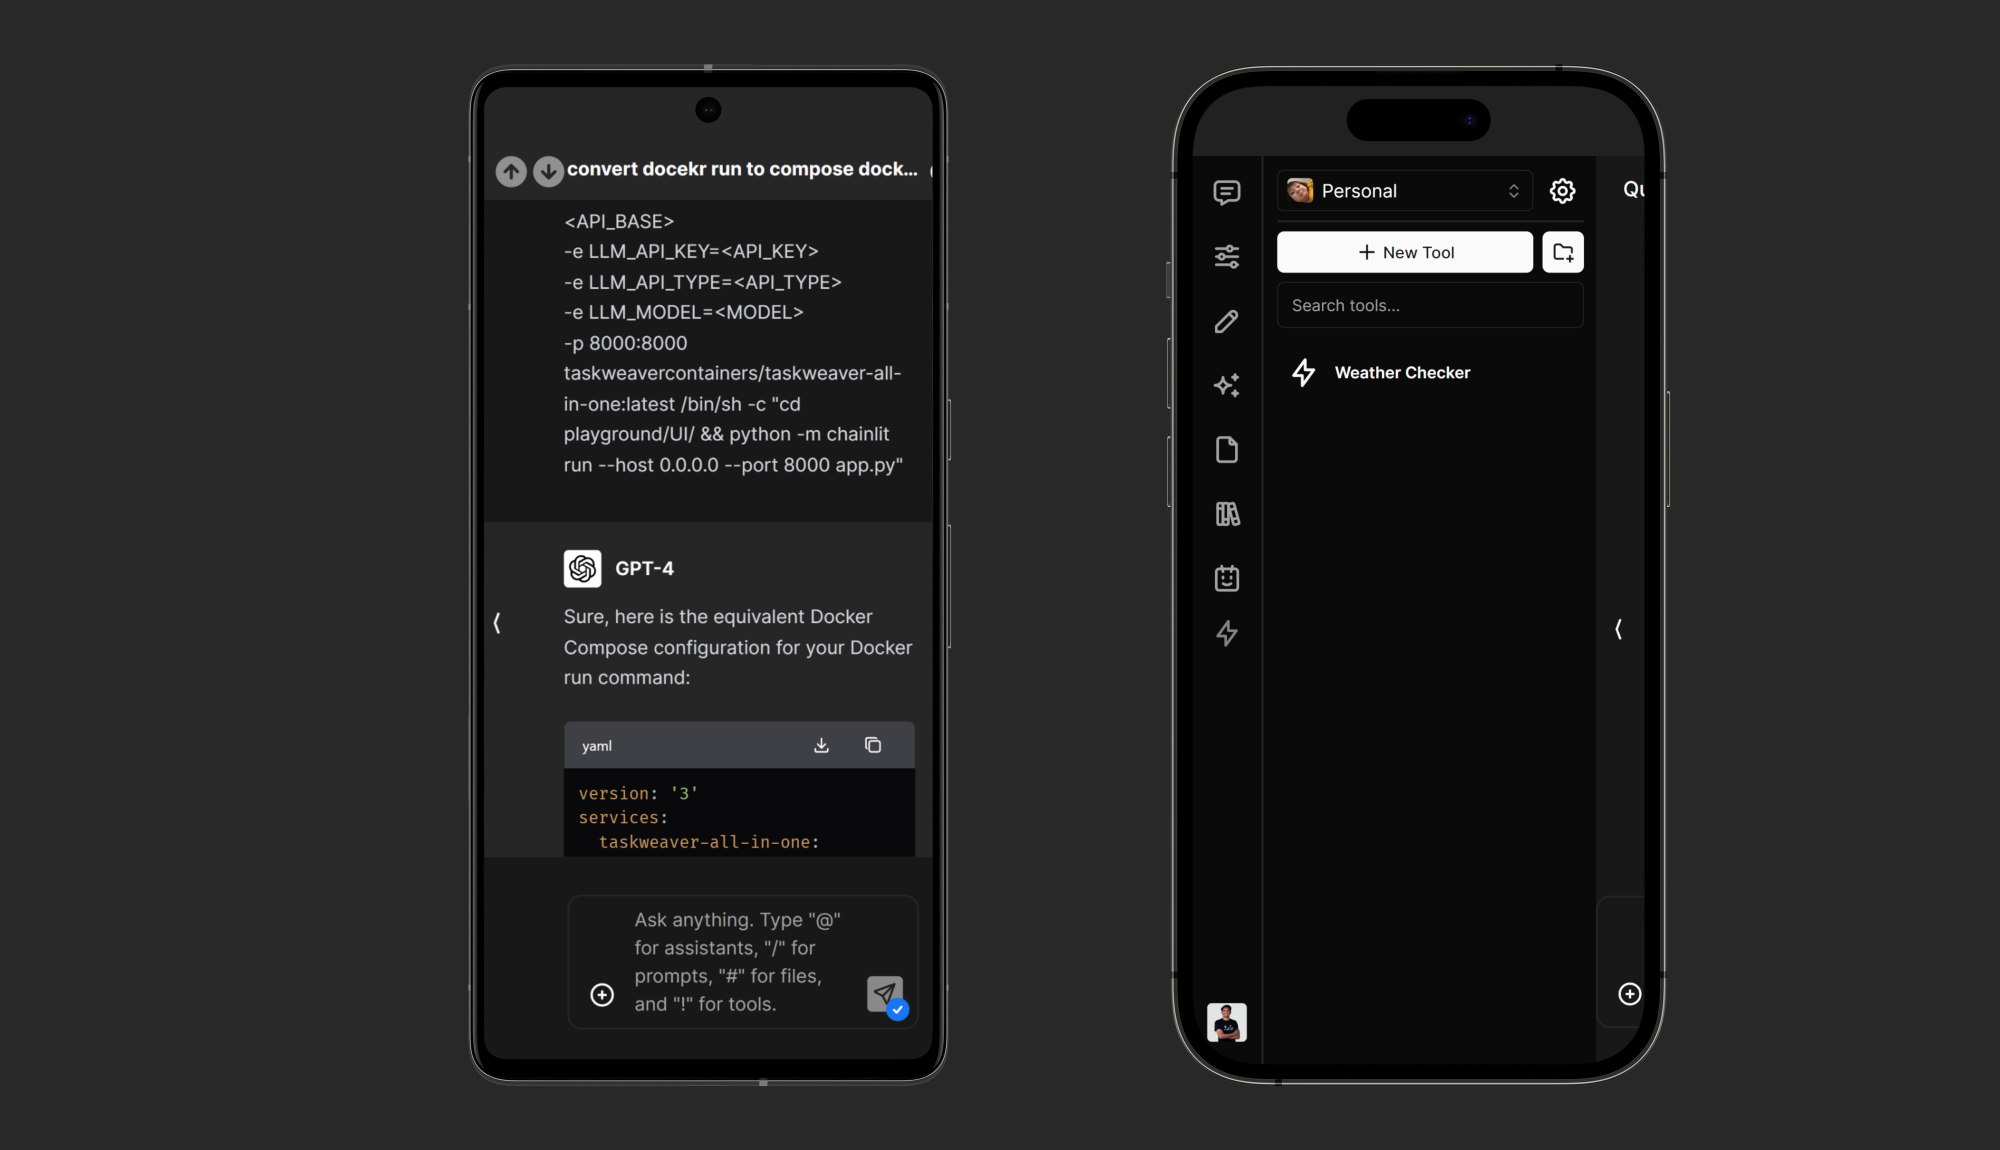 convert docekr run to compose dock...
<API_BASE>
-e LLM_API_KEY=<API_KEY>
-e LLM_API_TYPE=<API_TYPE>
-e LLM_MODEL=<MODEL>
-p 8000:8000
taskweavercontainers/taskweaver-all-
in-one:latest /bin/sh -c "cd
playground/UI/ && python -m chainlit
run --host 0.0.0.0 --port 8000 app.py"
GPT-4
Sure, here is the equivalent Docker
Compose configuration for your Docker
run command:
yaml
version: '3'
services:
  taskweaver-all-in-one:
Ask anything. Type "@"
for assistants, "/" for
prompts, "#" for files,
and "!" for tools.
Personal
New Tool
Search tools...
Weather Checker